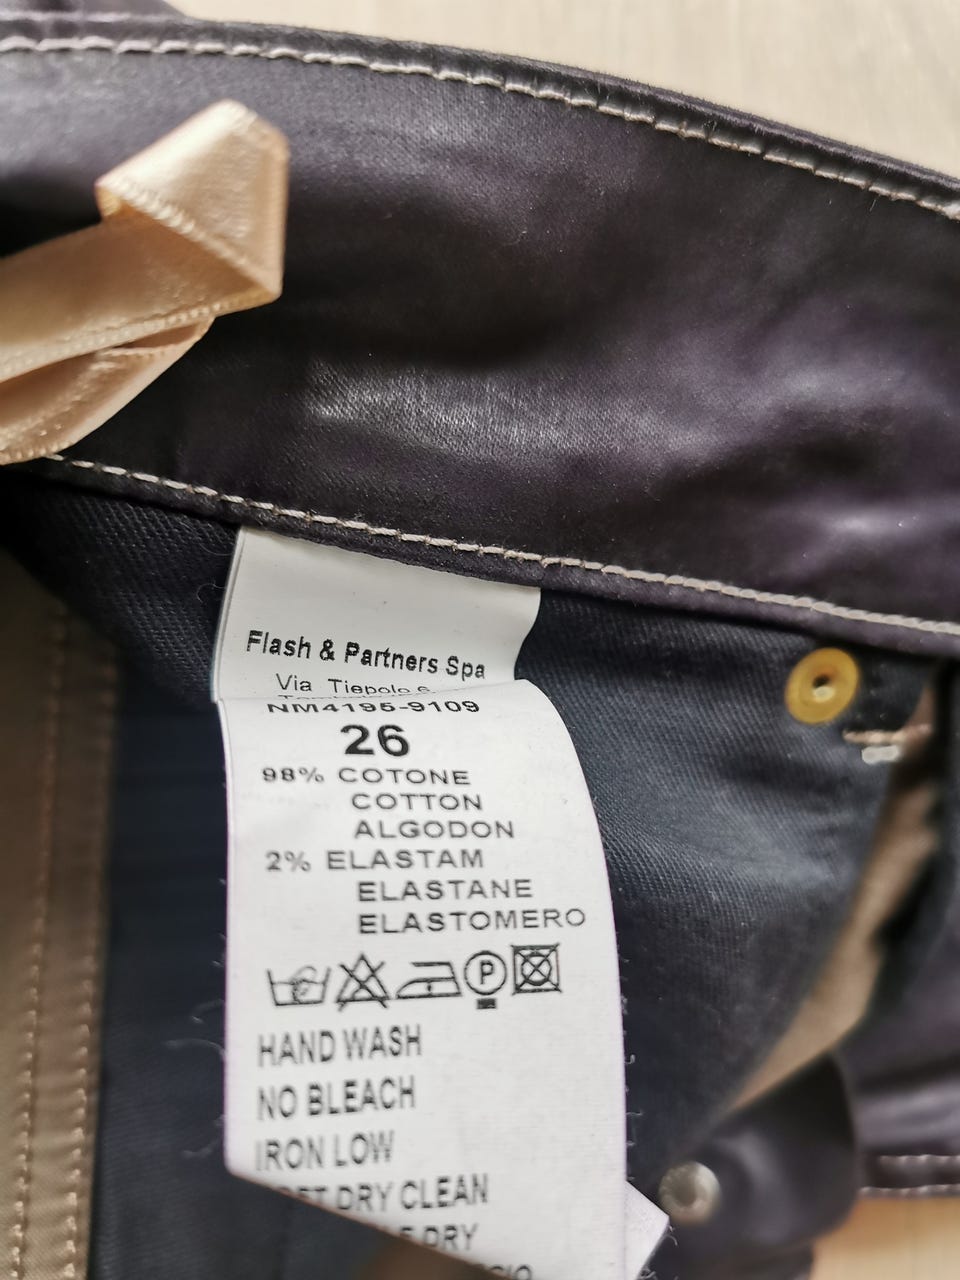 Flash & Partners Spa
Via Tiepolo 6
NM4195-9109
26
98% COTONE
COTTON
ALGODON
2% ELASTAM
ELASTANE
ELASTOMERO
P
HAND WASH
NO BLEACH
IRON LOW
DRY CLEAN
DRY